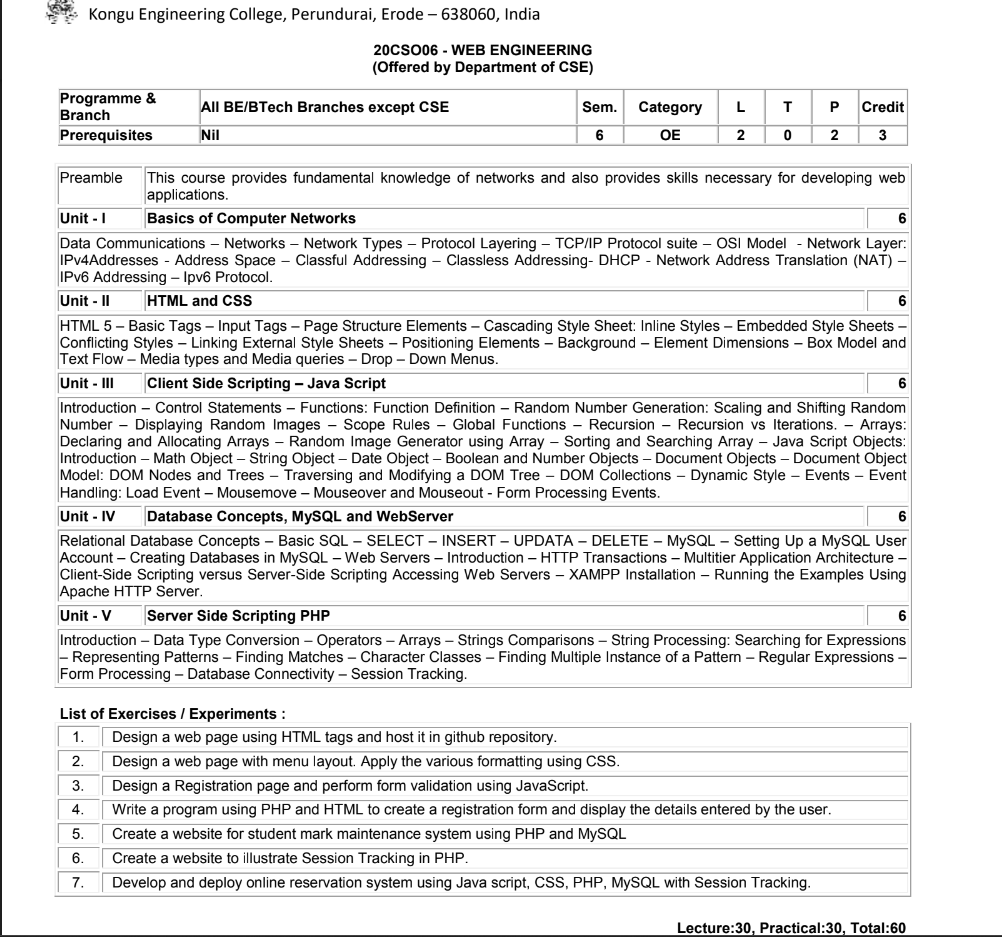 Kongu Engineering College, Perundurai, Erode – 638060, India
20CSO06 - WEB ENGINEERING
(Offered by Department of CSE)
Programme & Branch All BE/BTech Branches except CSE Sem. Category L T P Credit
Prerequisites Nil 6 OE 2 0 2 3
Preamble This course provides fundamental knowledge of networks and also provides skills necessary for developing web
applications.
Unit - I Basics of Computer Networks 6
Data Communications – Networks – Network Types – Protocol Layering – TCP/IP Protocol suite – OSI Model - Network Layer:
IPv4Addresses - Address Space – Classful Addressing – Classless Addressing- DHCP - Network Address Translation (NAT) –
IPv6 Addressing – Ipv6 Protocol.
Unit - II HTML and CSS 6
HTML 5 – Basic Tags – Input Tags – Page Structure Elements – Cascading Style Sheet: Inline Styles – Embedded Style Sheets –
Conflicting Styles – Linking External Style Sheets – Positioning Elements – Background – Element Dimensions – Box Model and
Text Flow – Media types and Media queries – Drop – Down Menus.
Unit - III Client Side Scripting – Java Script 6
Introduction – Control Statements – Functions: Function Definition – Random Number Generation: Scaling and Shifting Random
Number – Displaying Random Images – Scope Rules – Global Functions – Recursion – Recursion vs Iterations. – Arrays:
Declaring and Allocating Arrays – Random Image Generator using Array – Sorting and Searching Array – Java Script Objects:
Introduction – Math Object – String Object – Date Object – Boolean and Number Objects – Document Objects – Document Object
Model: DOM Nodes and Trees – Traversing and Modifying a DOM Tree – DOM Collections – Dynamic Style – Events – Event
Handling: Load Event – Mousemove – Mouseover and Mouseout - Form Processing Events.
Unit - IV Database Concepts, MySQL and WebServer 6
Relational Database Concepts – Basic SQL – SELECT – INSERT – UPDATA – DELETE – MySQL – Setting Up a MySQL User
Account – Creating Databases in MySQL – Web Servers – Introduction – HTTP Transactions – Multitier Application Architecture –
Client-Side Scripting versus Server-Side Scripting Accessing Web Servers – XAMPP Installation – Running the Examples Using
Apache HTTP Server.
Unit - V Server Side Scripting PHP 6
Introduction – Data Type Conversion – Operators – Arrays – Strings Comparisons – String Processing: Searching for Expressions
– Representing Patterns – Finding Matches – Character Classes – Finding Multiple Instance of a Pattern – Regular Expressions –
Form Processing – Database Connectivity – Session Tracking.
List of Exercises / Experiments :
1. Design a web page using HTML tags and host it in github repository.
2. Design a web page with menu layout. Apply the various formatting using CSS.
3. Design a Registration page and perform form validation using JavaScript.
4. Write a program using PHP and HTML to create a registration form and display the details entered by the user.
5. Create a website for student mark maintenance system using PHP and MySQL
6. Create a website to illustrate Session Tracking in PHP.
7. Develop and deploy online reservation system using Java script, CSS, PHP, MySQL with Session Tracking.
Lecture:30, Practical:30, Total:60